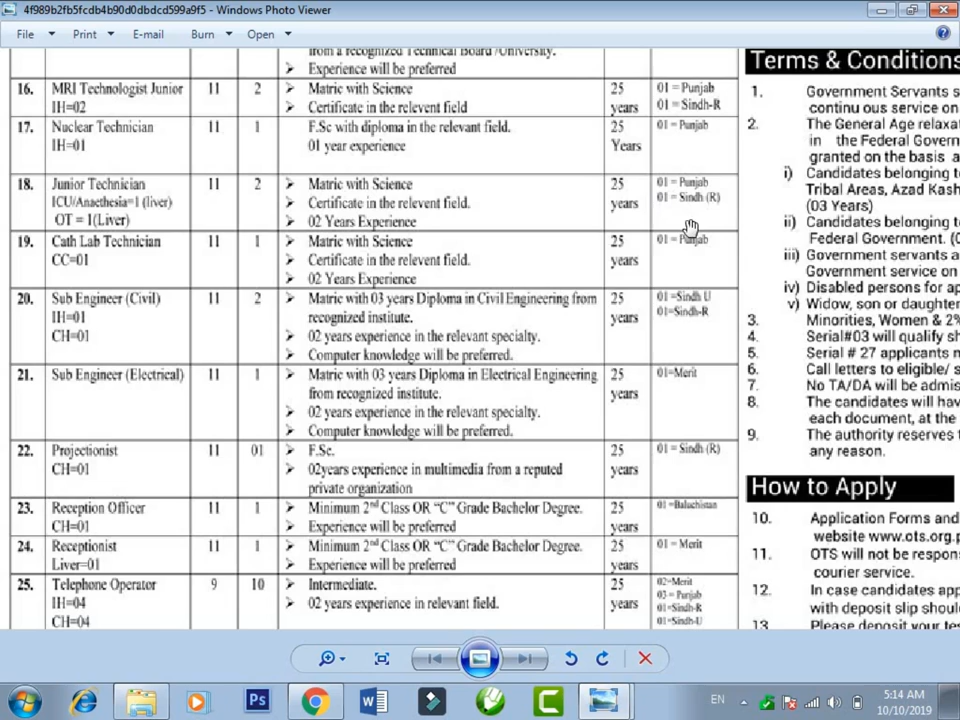 4f989b2fb5fcdb4b90d0dbdcd599a9f5 - Windows Photo Viewer
File Print E-mail Burn Open
from a recognized Technical Board /University.
➢ Experience will be preferred
16. MRI Technologist Junior 11 2 ➢ Matric with Science 25 01 = Punjab
IH=02 ➢ Certificate in the relevent field years 01 = Sindh-R
17. Nuclear Technician 11 1 F.Sc with diploma in the relevant field. 25 01 = Punjab
IH=01 01 year experience Years
18. Junior Technician 11 2 ➢ Matric with Science 25 01 = Punjab
ICU/Anaethesia=1 (liver) ➢ Certificate in the relevent field. years 01 = Sindh (R)
OT = 1(Liver) ➢ 02 Years Experience
19. Cath Lab Technician 11 1 ➢ Matric with Science 25 01 = Punjab
CC=01 ➢ Certificate in the relevent field. years
➢ 02 Years Experience
20. Sub Engineer (Civil) 11 2 ➢ Matric with 03 years Diploma in Civil Engineering from 25 01 =Sindh U
IH=01 recognized institute. years 01=Sindh-R
CH=01 ➢ 02 years experience in the relevant specialty.
➢ Computer knowledge will be preferred.
21. Sub Engineer (Electrical) 11 1 ➢ Matric with 03 years Diploma in Electrical Engineering 25 01=Merit
from recognized institute. years
➢ 02 years experience in the relevant specialty.
➢ Computer knowledge will be preferred.
22. Projectionist 11 01 ➢ F.Sc. 25 01 = Sindh (R)
CH=01 ➢ 02years experience in multimedia from a reputed years
private organization
23. Reception Officer 11 1 ➢ Minimum 2nd Class OR “C” Grade Bachelor Degree. 25 01 =Baluchistan
CH=01 ➢ Experience will be preferred years
24. Receptionist 11 1 ➢ Minimum 2nd Class OR “C” Grade Bachelor Degree. 25 01 = Merit
Liver=01 ➢ Experience will be preferred years
25. Telephone Operator 9 10 ➢ Intermediate. 25 02=Merit
IH=04 ➢ 02 years experience in relevant field. years 03 = Punjab
CH=04 01=Sindh-R
01=Sindh-U
Terms & Conditions
1. Government Servants s
continu ous service on
2. The General Age relaxat
in the Federal Govern
granted on the basis a
i) Candidates belonging to
Tribal Areas, Azad Kash
(03 Years)
ii) Candidates belonging to
Federal Government. (0
iii) Government servants a
Government service on
iv) Disabled persons for ap
v) Widow, son or daughter
3. Minorities, Women & 2%
4. Serial#03 will qualify sh
5. Serial # 27 applicants m
6. Call letters to eligible/ s
7. No TA/DA will be admis
8. The candidates will hav
each document, at the
9. The authority reserves t
any reason.
How to Apply
10. Application Forms and
website www.ots.org.p
11. OTS will not be respon
courier service.
12. In case candidates app
with deposit slip shoul
13. Please deposit your tes
EN
5:14 AM
10/10/2019